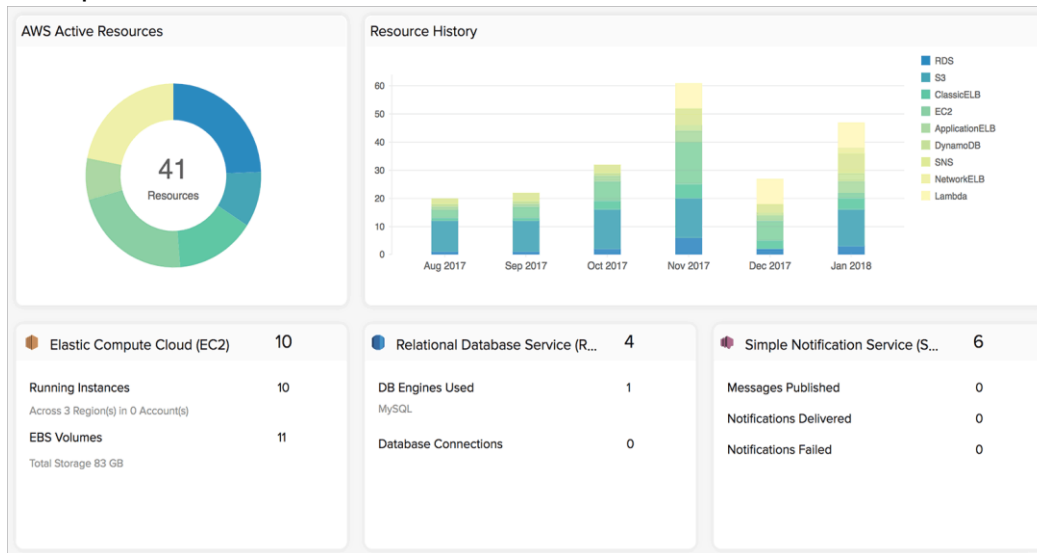 AWS Active Resources
41
Resources
Resource History
60
50
40
30
20
10
0
Aug 2017 Sep 2017 Oct 2017 Nov 2017 Dec 2017 Jan 2018
RDS
S3
ClassicELB
EC2
ApplicationELB
DynamoDB
SNS
NetworkELB
Lambda
Elastic Compute Cloud (EC2) 10
Running Instances 10
Across 3 Region(s) in 0 Account(s)
EBS Volumes 11
Total Storage 83 GB
Relational Database Service (R... 4
DB Engines Used 1
MySQL
Database Connections 0
Simple Notification Service (S... 6
Messages Published 0
Notifications Delivered 0
Notifications Failed 0